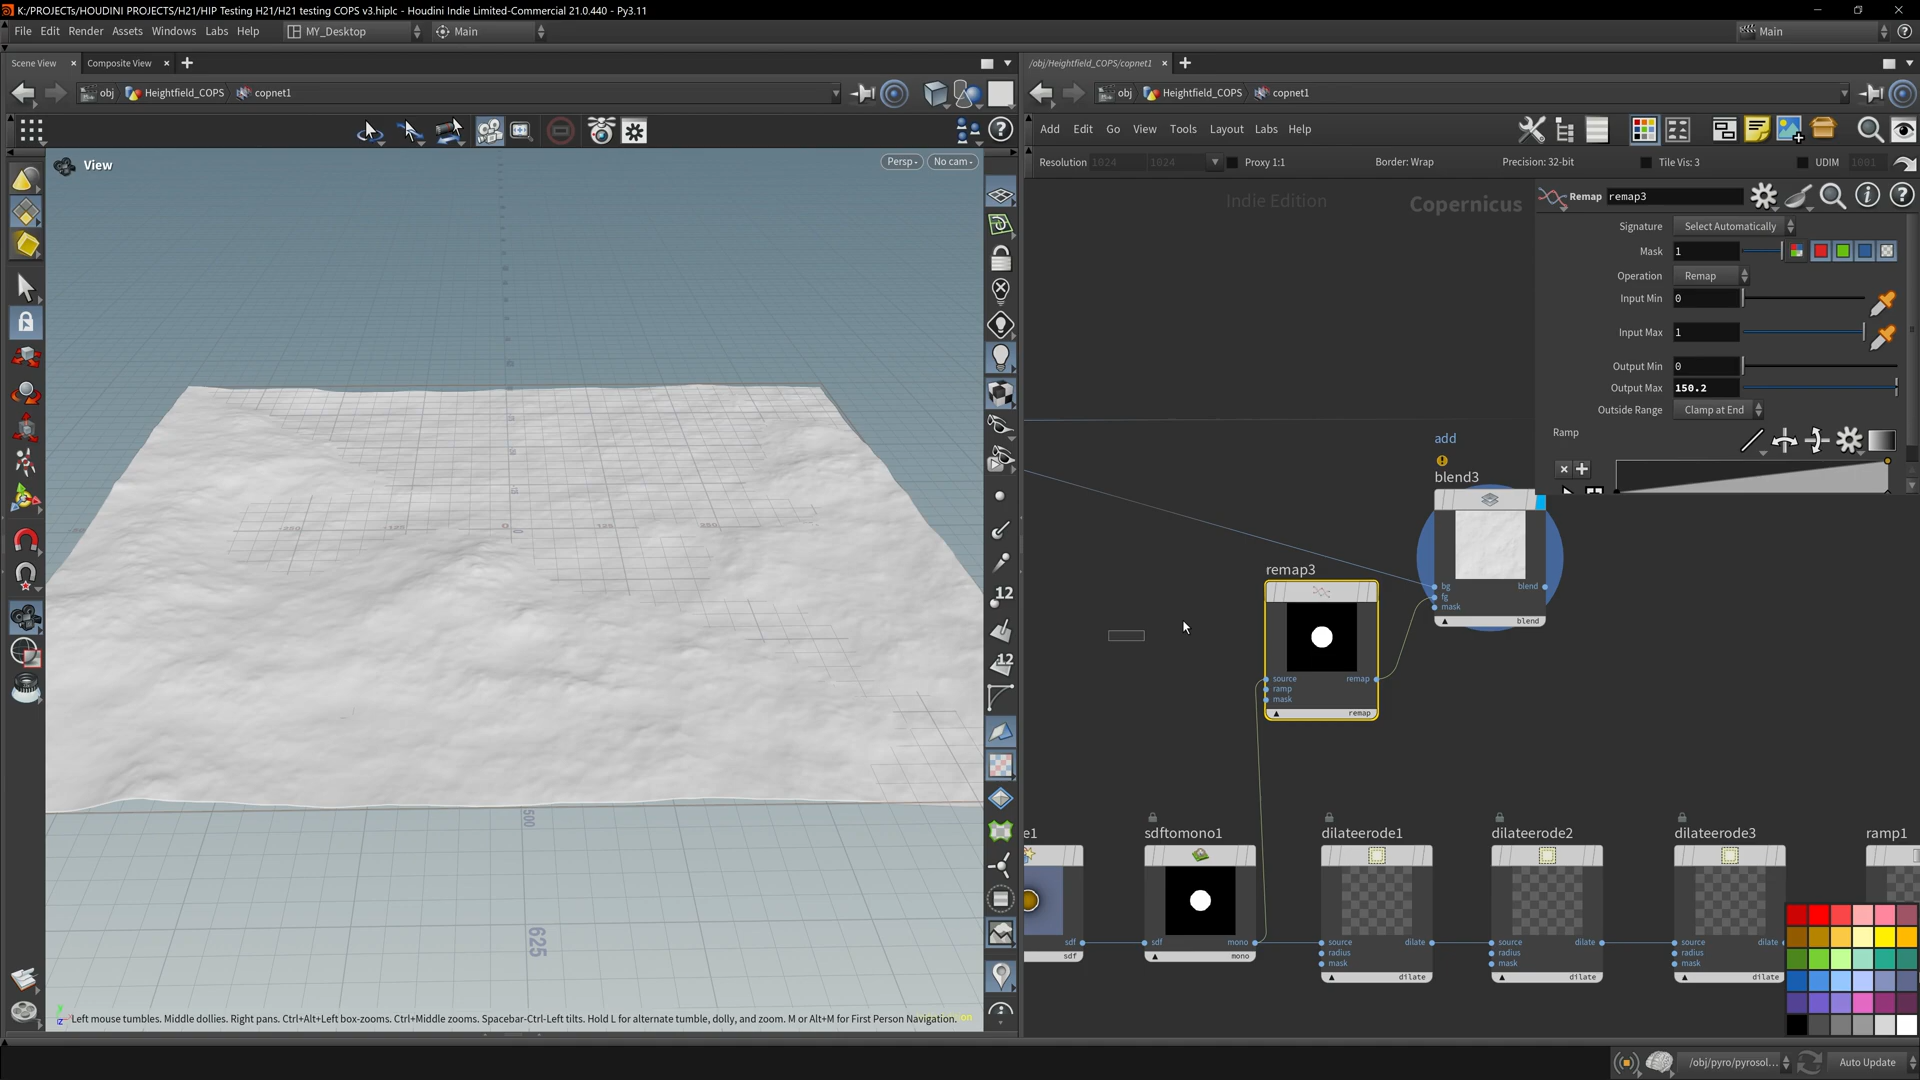 K:/PROJECTs/HOUDINI PROJECTS/H21/HIP Testing H21/H21 testing COPS v3.hiplc - Houdini Indie Limited-Commercial 21.0.440 - Py3.11
File Edit Render Assets Windows Labs Help MY_Desktop Main Main
Scene View Composite View /obj/Heightfield_COPS/copnet1
obj Heightfield_COPS copnet1 obj Heightfield_COPS copnet1
Add Edit Go View Tools Layout Labs Help
View Persp No cam
Resolution 1024 1024 Proxy 1:1 Border: Wrap Precision: 32-bit Tile Vis: 3 UDIM 1001
Indie Edition Copernicus
Remap remap3
Signature Select Automatically
Mask 1
Operation Remap
Input Min 0
Input Max 1
Output Min 0
Output Max 150.2
Outside Range Clamp at End
Ramp
add
blend3
bg blend
fg
mask
blend
remap3
source remap
ramp
mask
remap
-250 -125 0 125 250
0
12
12
500
625
e1 sdftomono1 dilateerode1 dilateerode2 dilateerode3 ramp1
sdf sdf mono source dilate source dilate source dilate
radius radius radius
sdf mono mask mask mask
dilate dilate dilate
Left mouse tumbles. Middle dollies. Right pans. Ctrl+Alt+Left box-zooms. Ctrl+Middle zooms. Spacebar-Ctrl-Left tilts. Hold L for alternate tumble, dolly, and zoom. M or Alt+M for First Person Navigation.
/obj/pyro/pyrosol... Auto Update